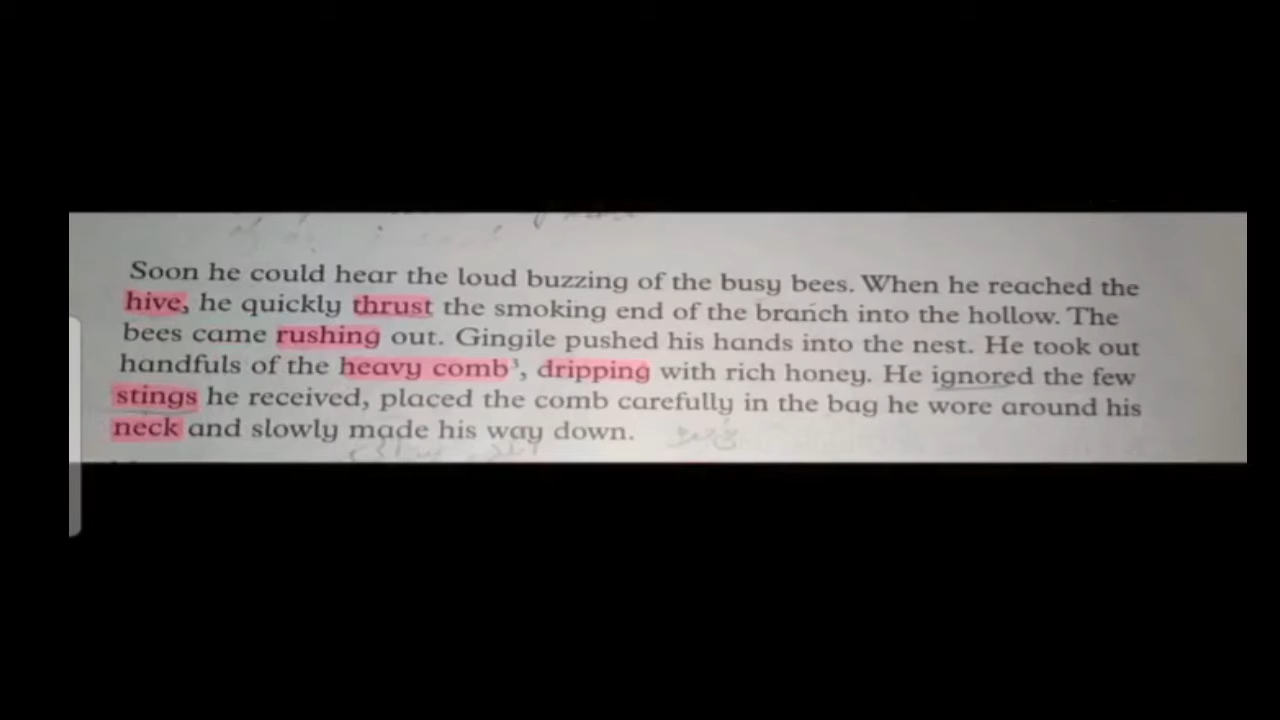 Soon he could hear the loud buzzing of the busy bees. When he reached the
hive, he quickly thrust the smoking end of the branch into the hollow. The
bees came rushing out. Gingile pushed his hands into the nest. He took out
handfuls of the heavy comb³, dripping with rich honey. He ignored the few
stings he received, placed the comb carefully in the bag he wore around his
neck and slowly made his way down.